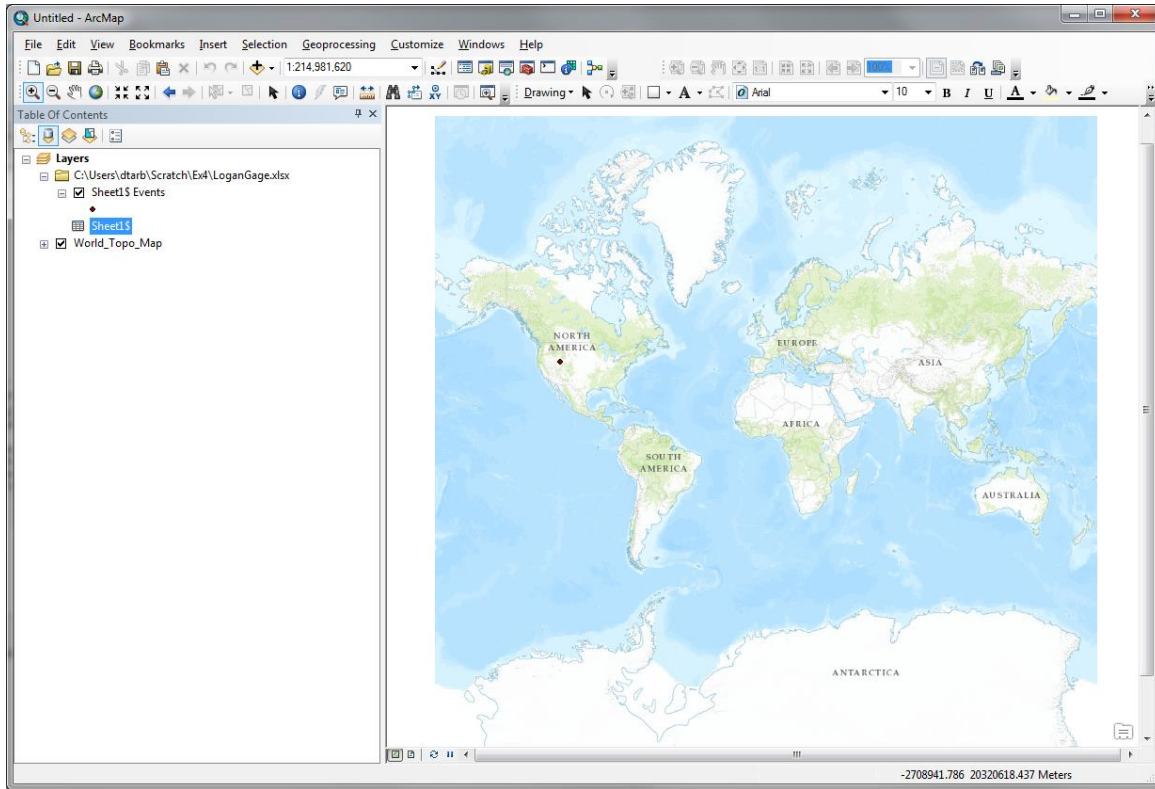 Untitled - ArcMap
File Edit View Bookmarks Insert Selection Geoprocessing Customize Windows Help
1:214,981,620 100%
Drawing A Arial 10 B I U A
Table Of Contents
Layers
C:\Users\dtarb\Scratch\Ex4\LoganGage.xlsx
Sheet1$ Events
Sheet1$
World_Topo_Map
NORTH
AMERICA
EUROPE
ASIA
AFRICA
SOUTH
AMERICA
AUSTRALIA
ANTARCTICA
-2708941.786 20320618.437 Meters